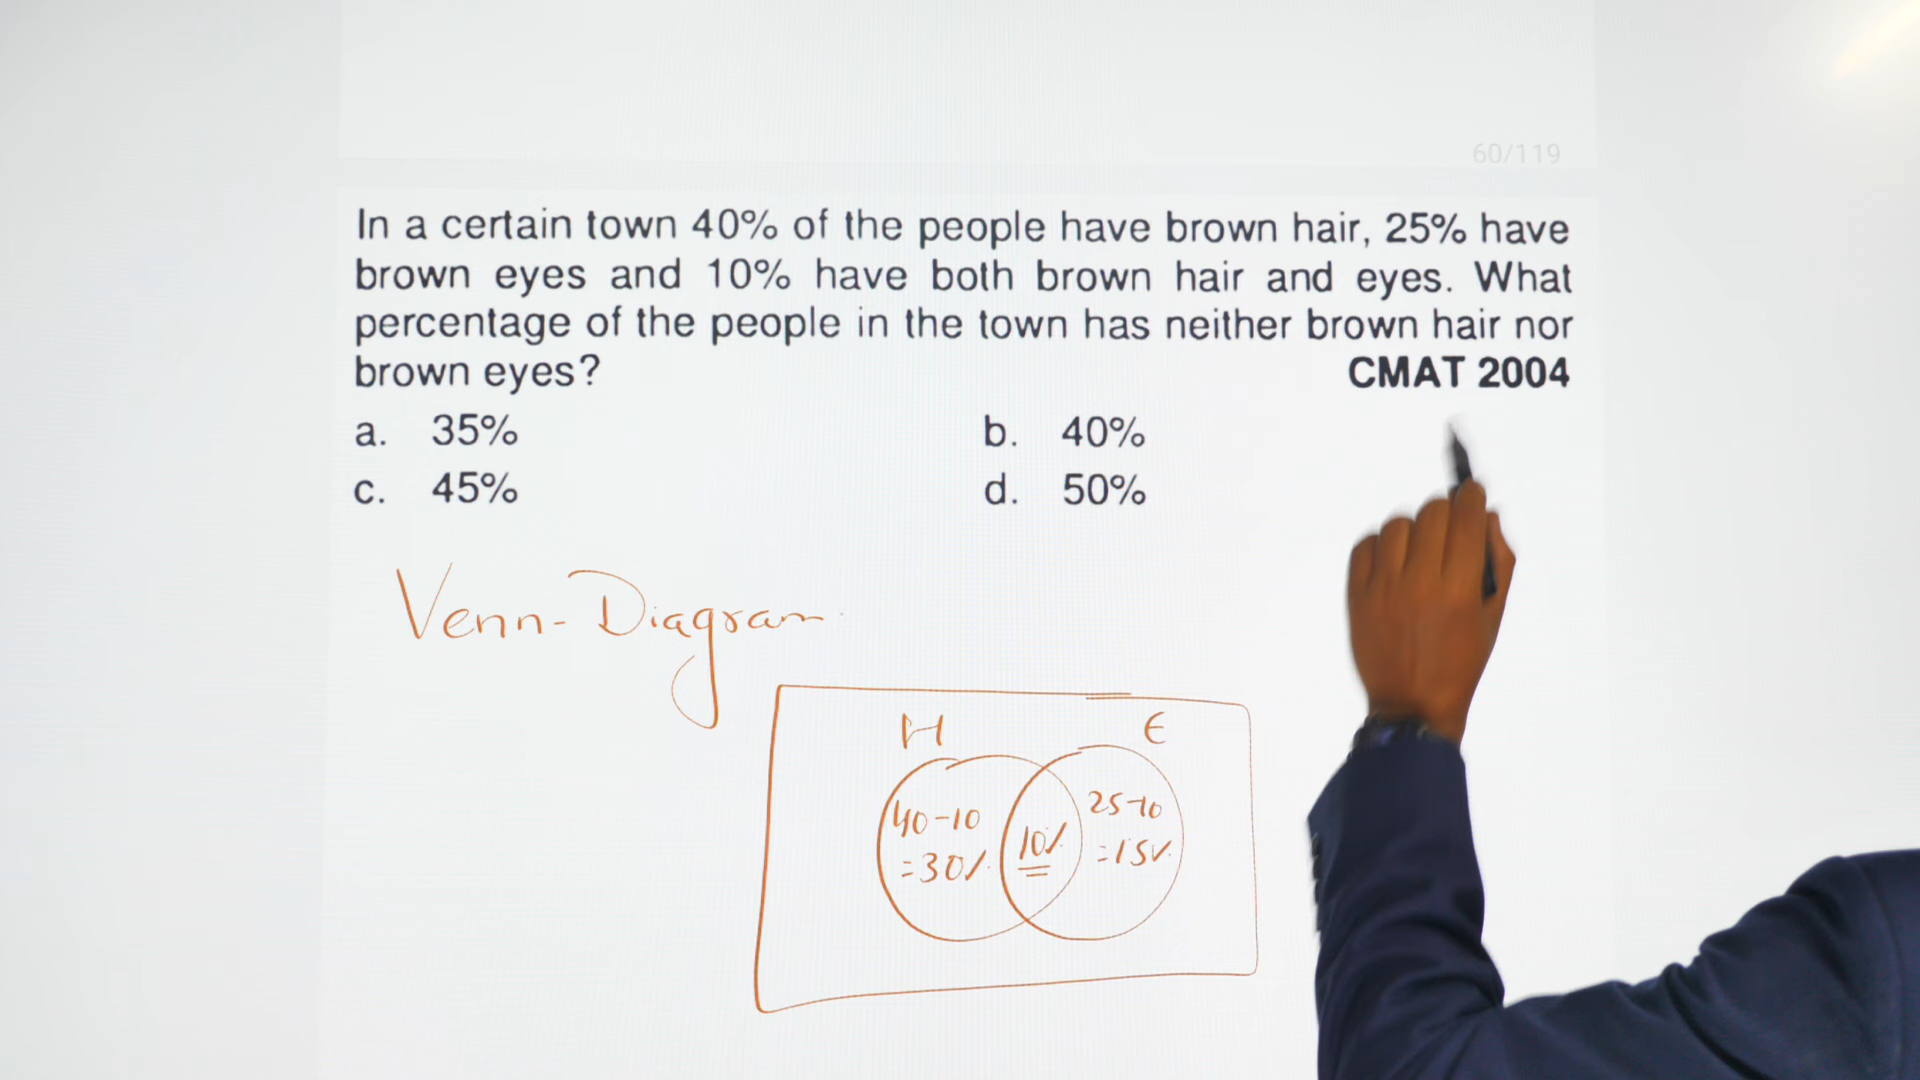 60/119
In a certain town 40% of the people have brown hair, 25% have
brown eyes and 10% have both brown hair and eyes. What
percentage of the people in the town has neither brown hair nor
brown eyes? CMAT 2004
a. 35% b. 40%
c. 45% d. 50%
Venn-Diagram
H E
40-10 25-10
=30% 10% =15%